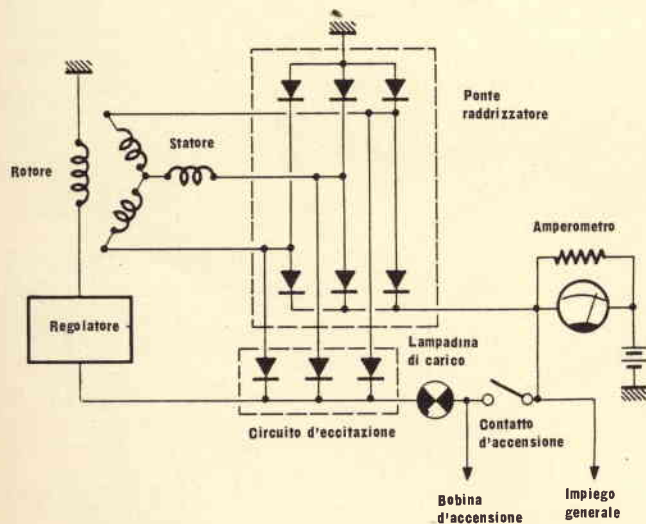 Ponte
raddrizzatore
Statore
Rotore
Amperometro
Regolatore
Lampadina
di carico
Circuito d'eccitazione
Contatto
d'accensione
Bobina
d'accensione
Impiego
generale